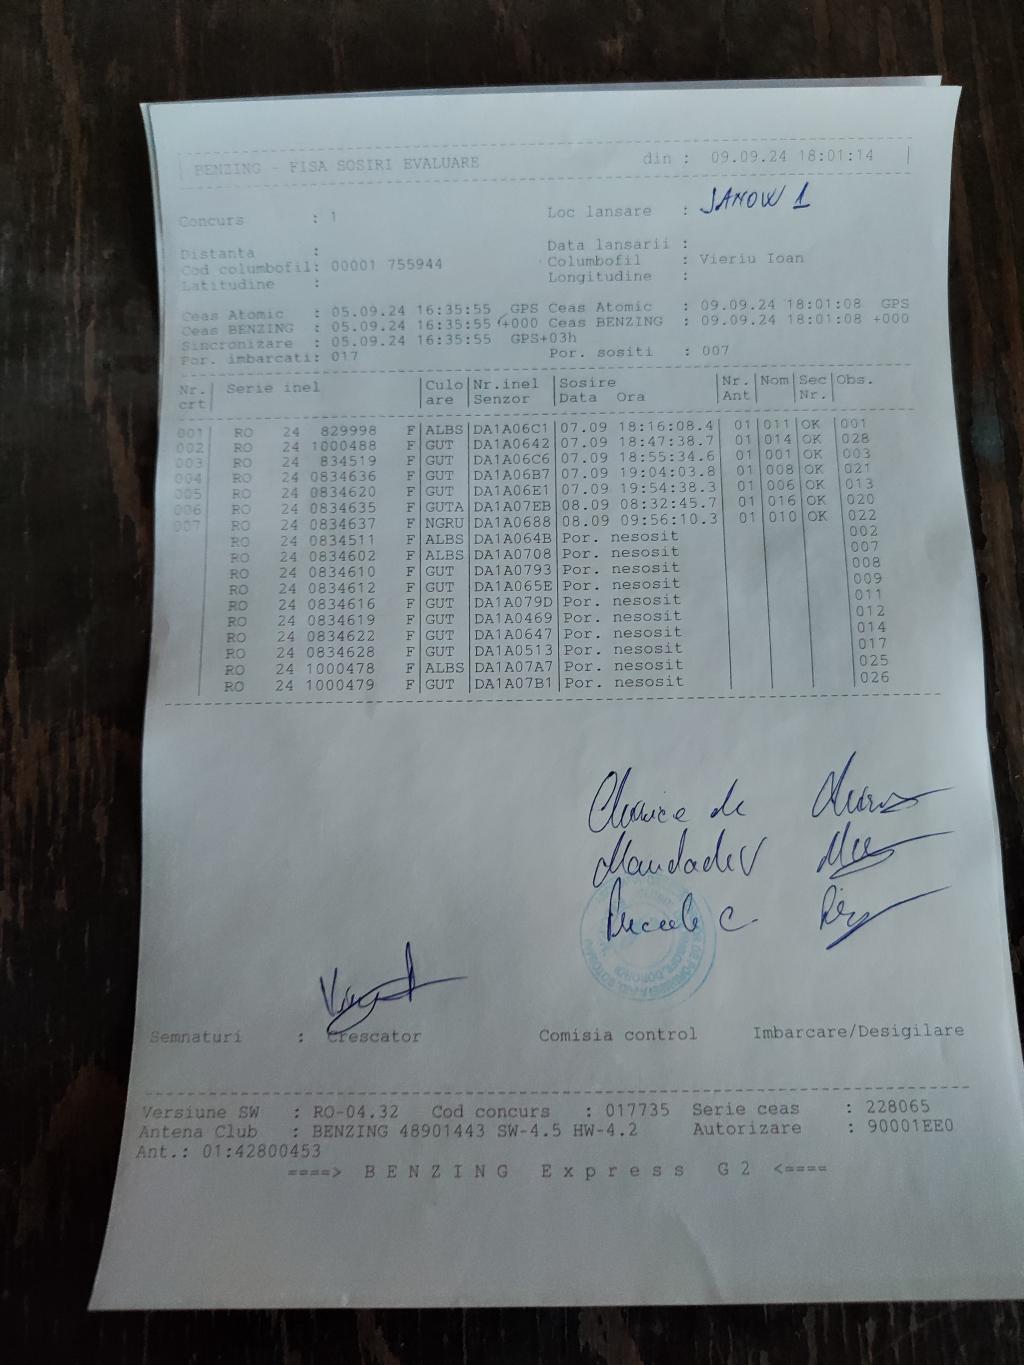 BENZING - FISA SOSIRI EVALUARE din : 09.09.24 18:01:14
Concurs : 1 Loc lansare : JANOW 1
Distanta : Data lansarii :
Cod columbofil: 00001 755944 Columbofil : Vieriu Ioan
Latitudine : Longitudine :
Ceas Atomic : 05.09.24 16:35:55 GPS Ceas Atomic : 09.09.24 18:01:08 GPS
Ceas BENZING : 05.09.24 16:35:55 +000 Ceas BENZING : 09.09.24 18:01:08 +000
Sincronizare : 05.09.24 16:35:55 GPS+03h
Por. imbarcati: 017 Por. sositi : 007
Nr. Serie inel Culo Nr.inel Sosire Nr. Nom Sec Obs.
crt are Senzor Data Ora Ant Nr.
001 RO 24 829998 F ALBS DA1A06C1 07.09 18:16:08.4 01 011 OK 001
002 RO 24 1000488 F GUT DA1A0642 07.09 18:47:38.7 01 014 OK 028
003 RO 24 834519 F GUT DA1A06C6 07.09 18:55:34.6 01 001 OK 003
004 RO 24 0834636 F GUT DA1A06B7 07.09 19:04:03.8 01 008 OK 021
005 RO 24 0834620 F GUT DA1A06E1 07.09 19:54:38.3 01 006 OK 013
006 RO 24 0834635 F GUTA DA1A07EB 08.09 08:32:45.7 01 016 OK 020
007 RO 24 0834637 F NGRU DA1A0688 08.09 09:56:10.3 01 010 OK 022
RO 24 0834511 F ALBS DA1A064B Por. nesosit 002
RO 24 0834602 F ALBS DA1A0708 Por. nesosit 007
RO 24 0834610 F GUT DA1A0793 Por. nesosit 008
RO 24 0834612 F GUT DA1A065E Por. nesosit 009
RO 24 0834616 F GUT DA1A079D Por. nesosit 011
RO 24 0834619 F GUT DA1A0469 Por. nesosit 012
RO 24 0834622 F GUT DA1A0647 Por. nesosit 014
RO 24 0834628 F GUT DA1A0513 Por. nesosit 017
RO 24 1000478 F ALBS DA1A07A7 Por. nesosit 025
RO 24 1000479 F GUT DA1A07B1 Por. nesosit 026
Semnaturi : Crescator Comisia control Imbarcare/Desigilare
Versiune SW : RO-04.32 Cod concurs : 017735 Serie ceas : 228065
Antena Club : BENZING 48901443 SW-4.5 HW-4.2 Autorizare : 90001EE0
Ant.: 01:42800453
====> BENZING Express G2 <====